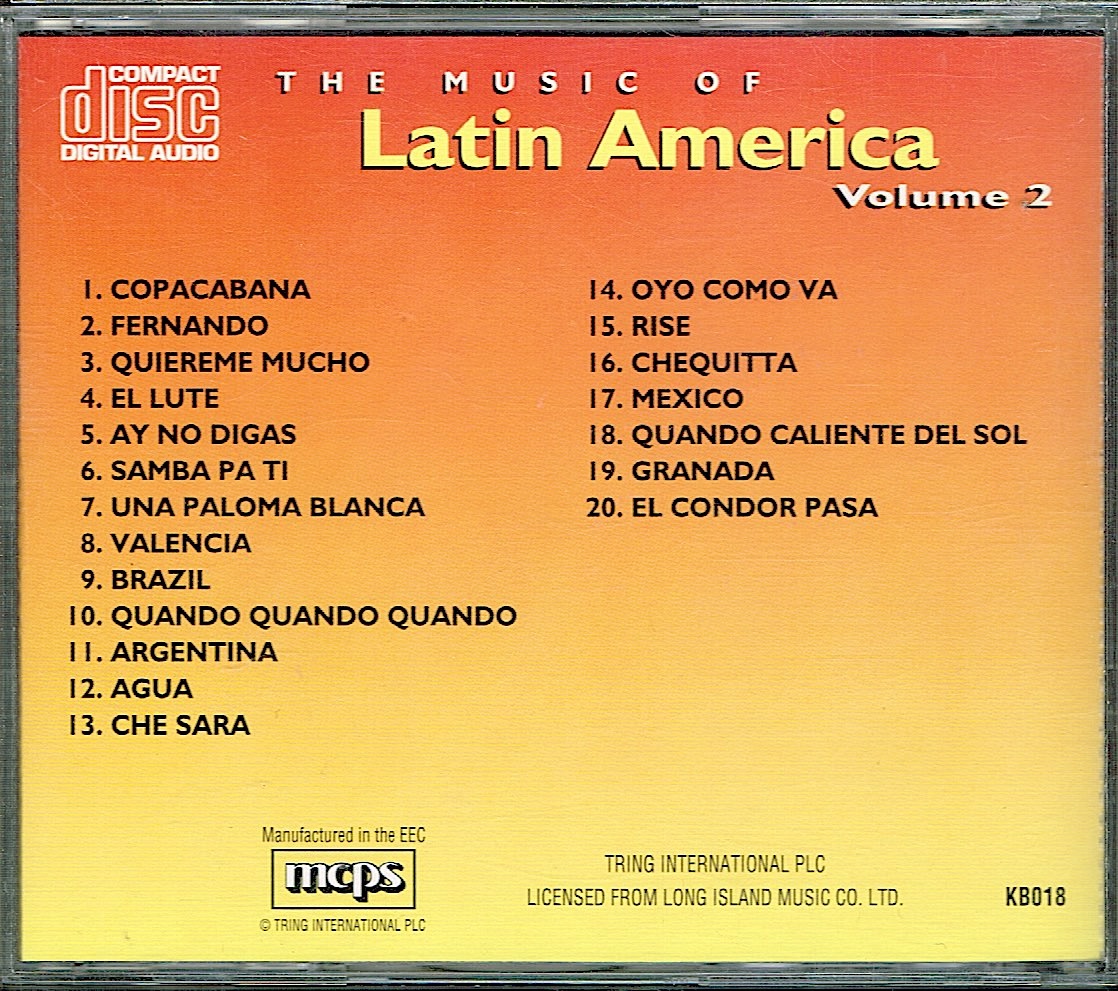 COMPACT
disc
DIGITAL AUDIO
THE MUSIC OF
Latin America
Volume 2
1. COPACABANA
2. FERNANDO
3. QUIEREME MUCHO
4. EL LUTE
5. AY NO DIGAS
6. SAMBA PA TI
7. UNA PALOMA BLANCA
8. VALENCIA
9. BRAZIL
10. QUANDO QUANDO QUANDO
11. ARGENTINA
12. AGUA
13. CHE SARA
14. OYO COMO VA
15. RISE
16. CHEQUITTA
17. MEXICO
18. QUANDO CALIENTE DEL SOL
19. GRANADA
20. EL CONDOR PASA
Manufactured in the EEC
mcps
© TRING INTERNATIONAL PLC
TRING INTERNATIONAL PLC
LICENSED FROM LONG ISLAND MUSIC CO. LTD.
KB018